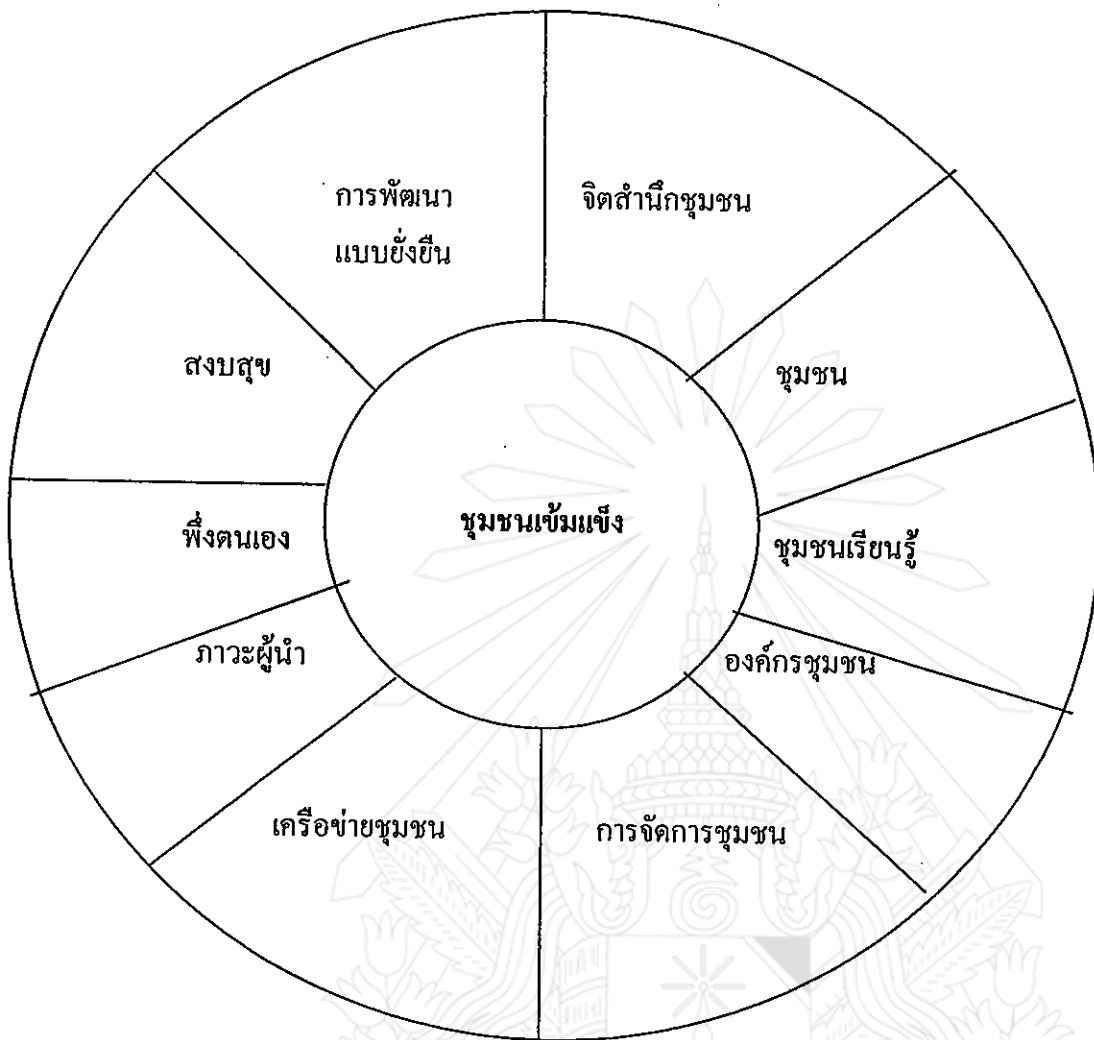 การพัฒนา
แบบยั่งยืน
จิตสำนึกชุมชน
สงบสุข
ชุมชน
ชุมชนเข้มแข็ง
พึ่งตนเอง
ชุมชนเรียนรู้
ภาวะผู้นำ
องค์กรชุมชน
เครือข่ายชุมชน
การจัดการชุมชน